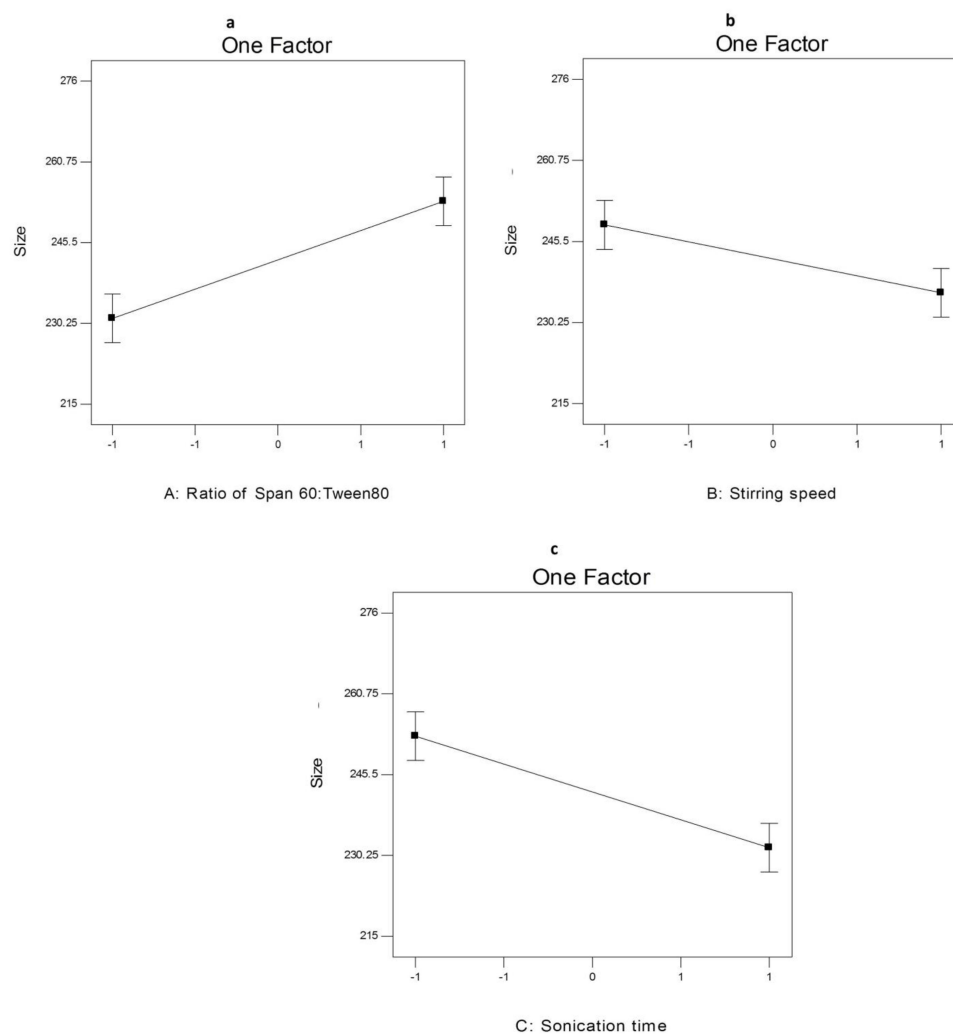 a
One Factor
276
260.75
245.5
230.25
215
Size
-1
-1
0
1
1
A: Ratio of Span 60:Tween80
b
One Factor
276
260.75
245.5
230.25
215
Size
-1
-1
0
1
1
B: Stirring speed
c
One Factor
276
260.75
245.5
230.25
215
Size
-1
-1
0
1
1
C: Sonication time